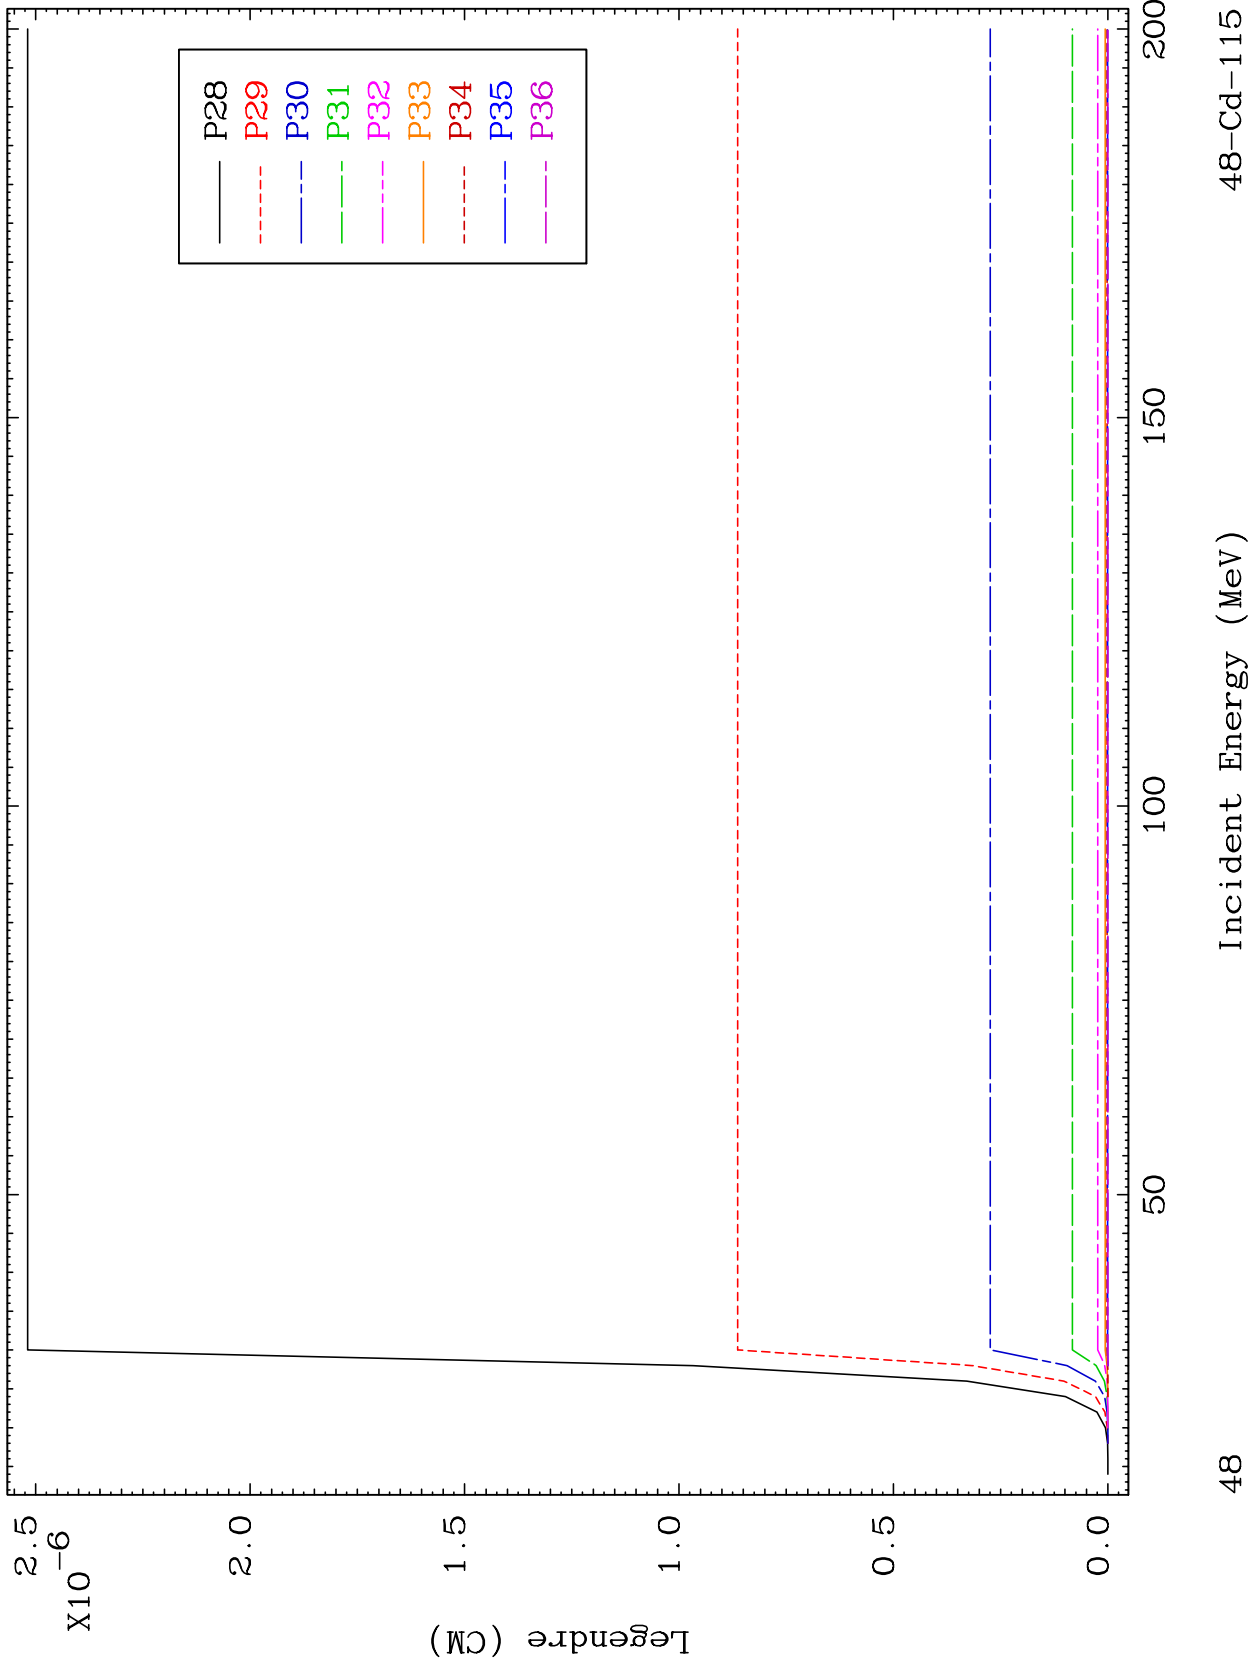 2.5
X10
-6
2.0
1.5
1.0
0.5
0.0
Legendre (CM)
P28
P29
P30
P31
P32
P33
P34
P35
P36
50
100
150
200
Incident Energy (MeV)
48
48-Cd-115